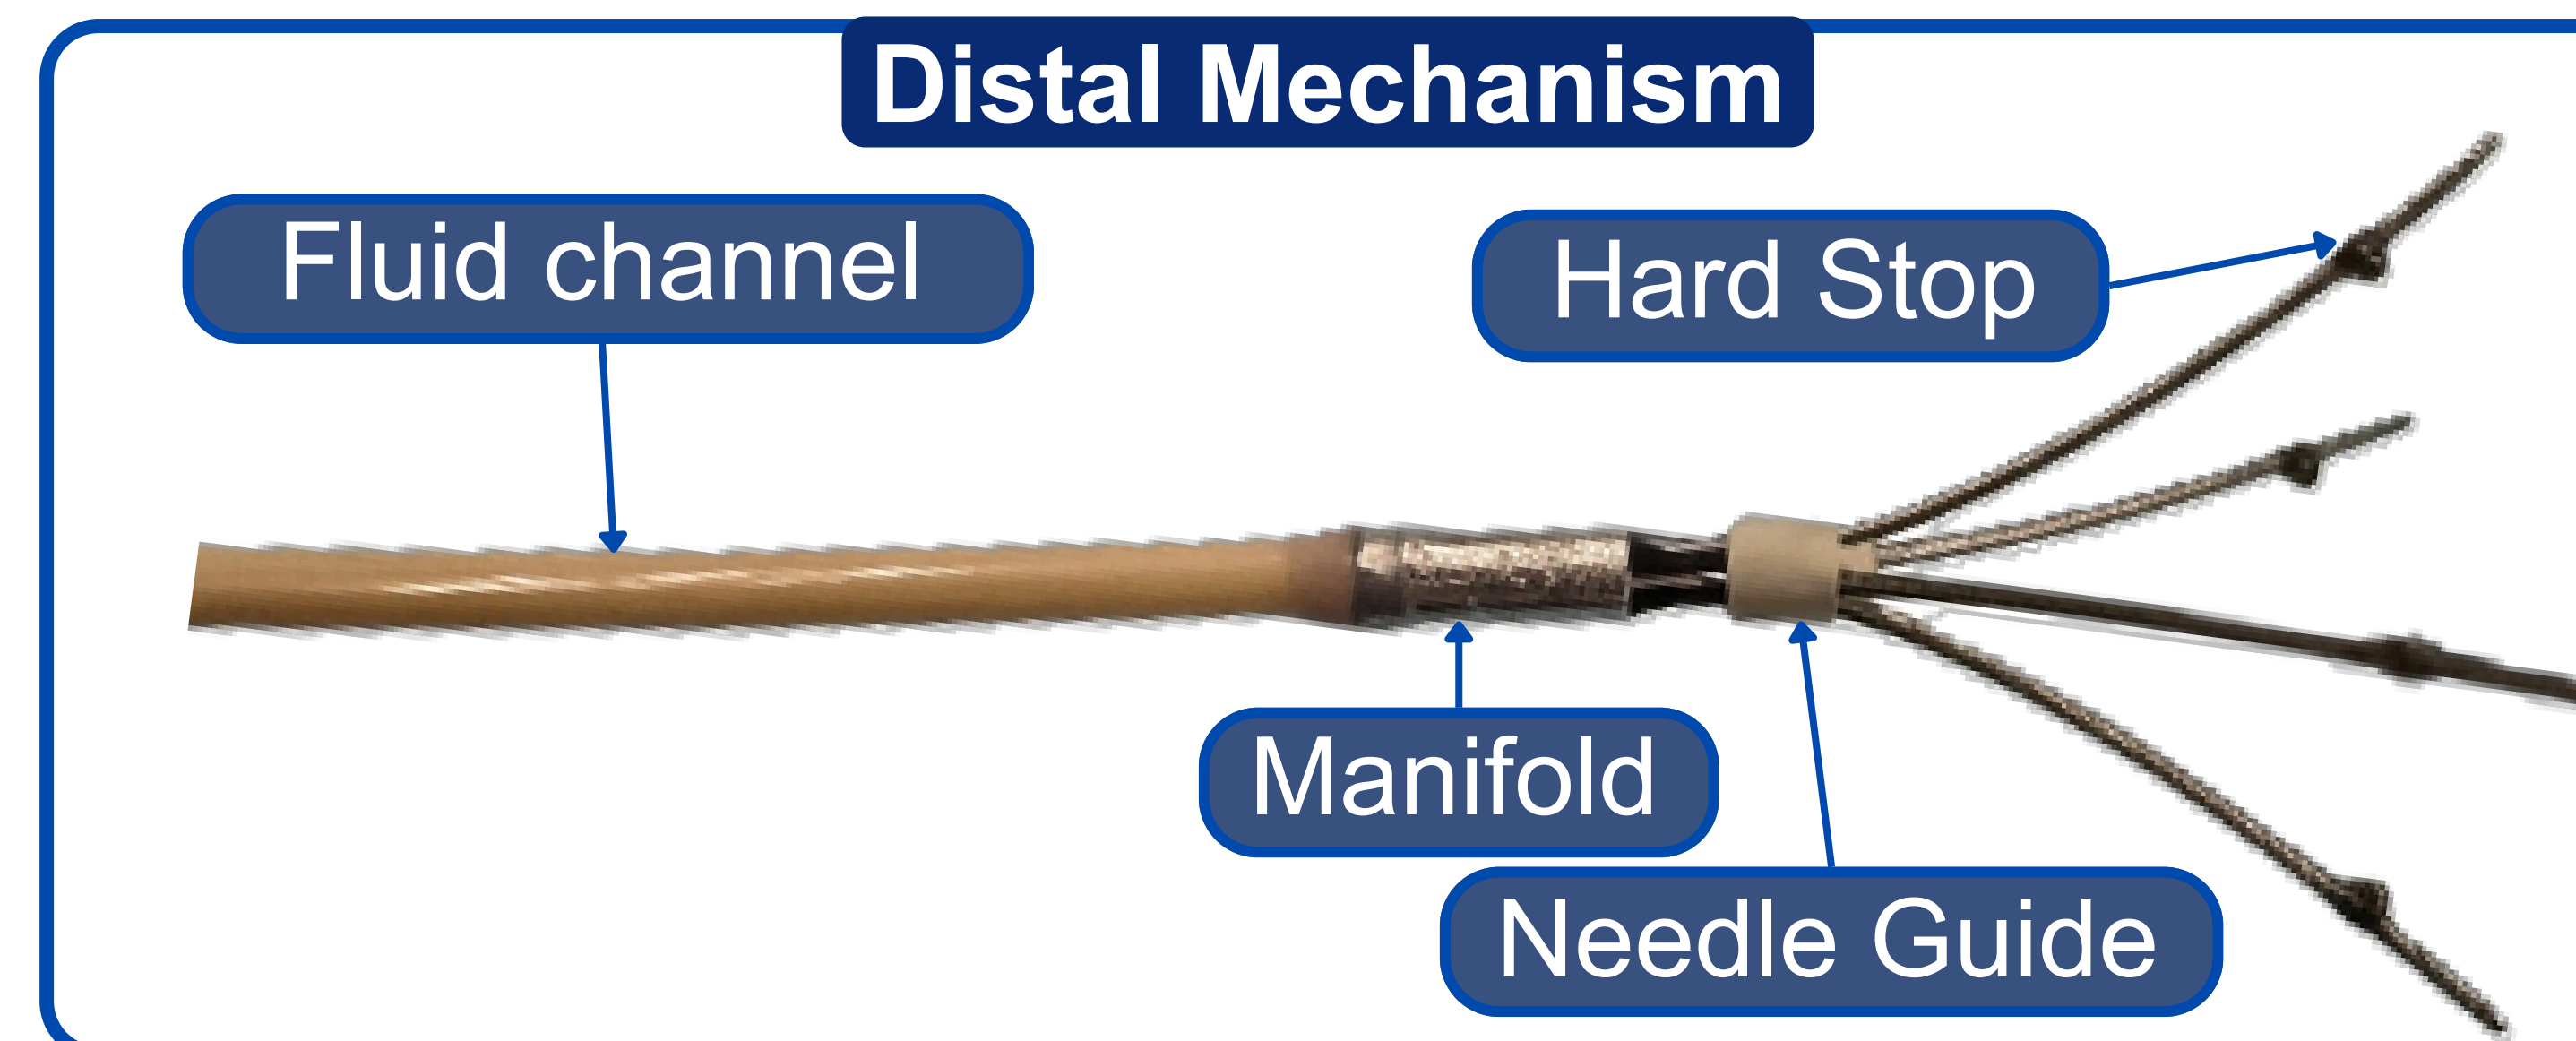 Distal Mechanism
Fluid channel
Hard Stop
Manifold
Needle Guide